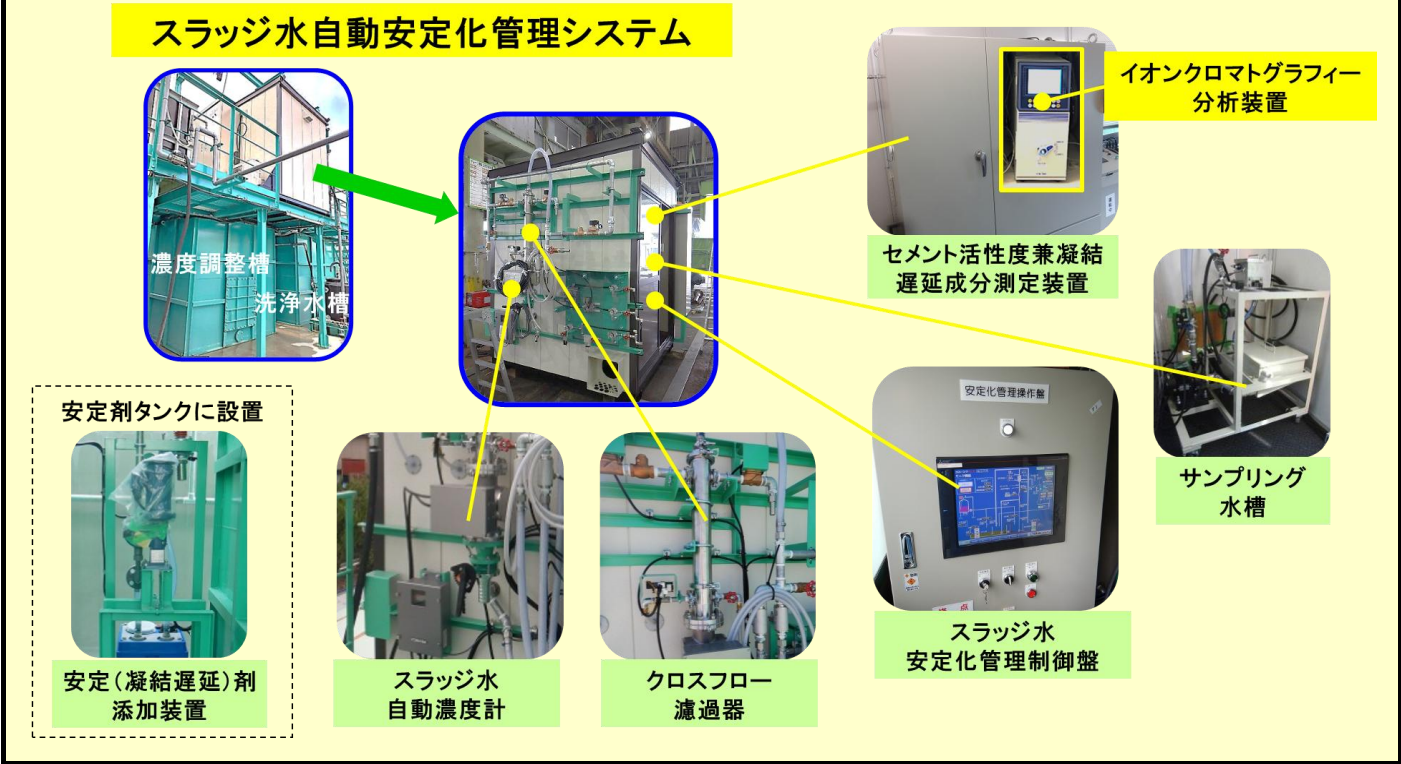 スラッジ水自動安定化管理システム
イオンクロマトグラフィー
分析装置
濃度調整槽
洗浄水槽
セメント活性度兼凝結
遅延成分測定装置
安定剤タンクに設置
安定化管理操作盤
サンプリング
水槽
安定(凝結遅延)剤
添加装置
スラッジ水
自動濃度計
クロスフロー
濾過器
スラッジ水
安定化管理制御盤